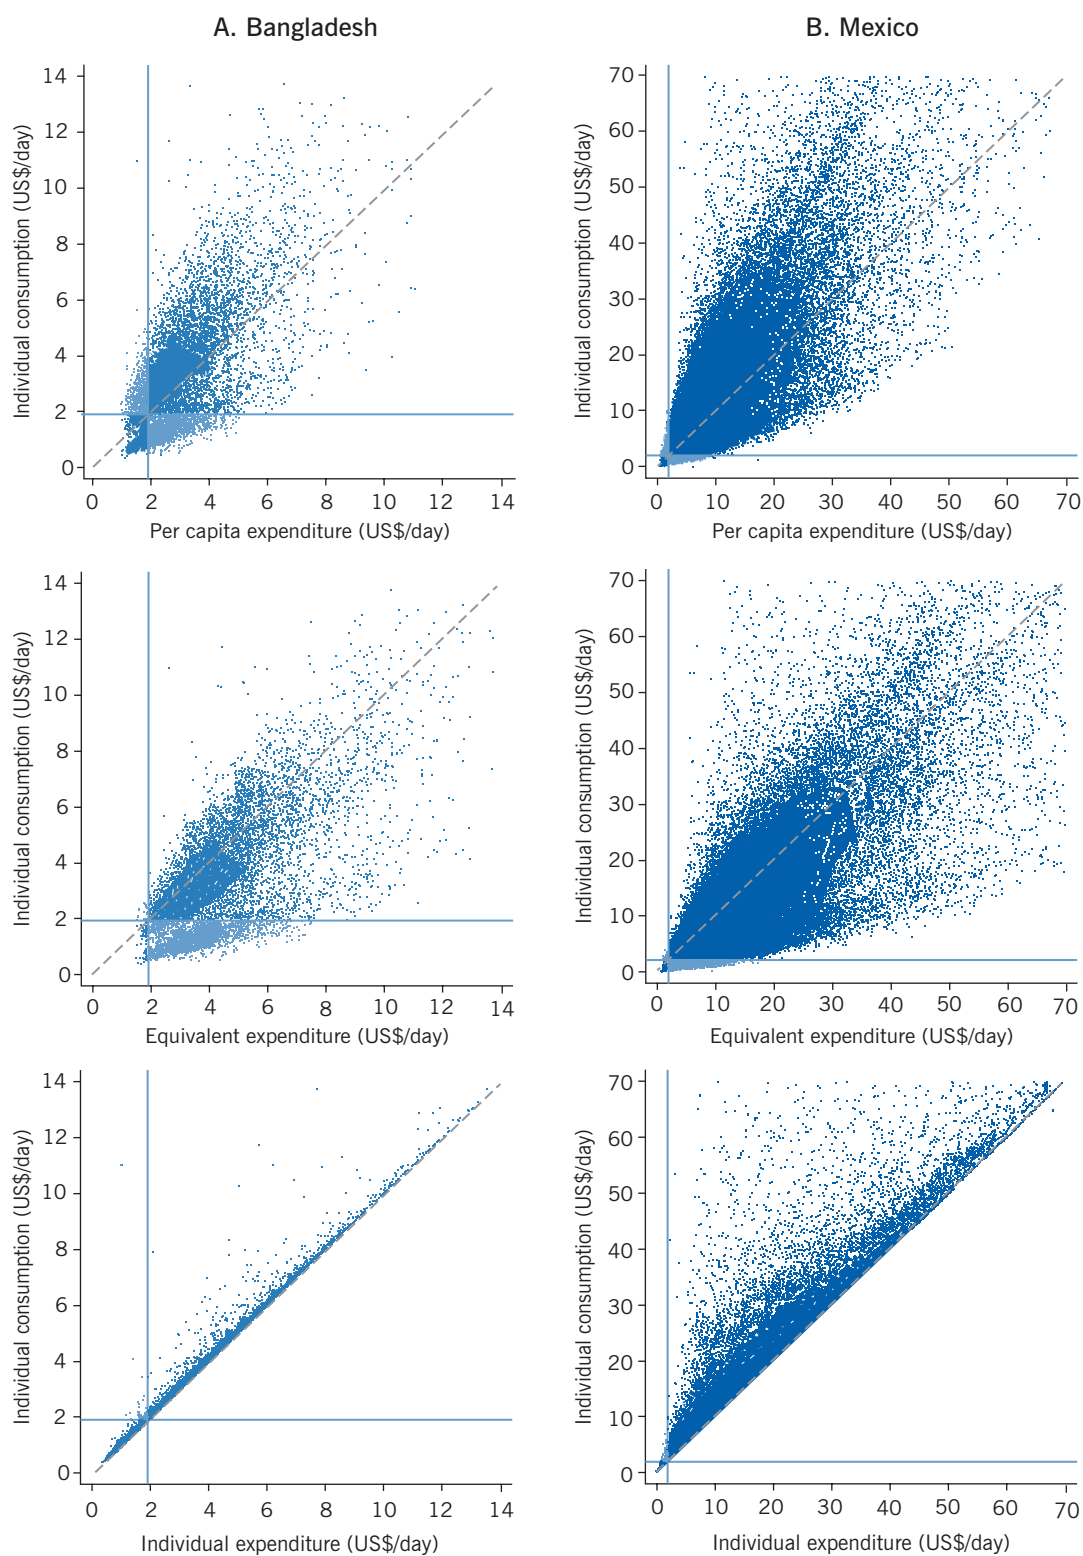 A. Bangladesh
B. Mexico
Individual consumption (US$/day)
14
12
10
8
6
4
2
0
0 2 4 6 8 10 12 14
Per capita expenditure (US$/day)
Individual consumption (US$/day)
70
60
50
40
30
20
10
0
0 10 20 30 40 50 60 70
Per capita expenditure (US$/day)
Individual consumption (US$/day)
14
12
10
8
6
4
2
0
0 2 4 6 8 10 12 14
Equivalent expenditure (US$/day)
Individual consumption (US$/day)
70
60
50
40
30
20
10
0
0 10 20 30 40 50 60 70
Equivalent expenditure (US$/day)
Individual consumption (US$/day)
14
12
10
8
6
4
2
0
0 2 4 6 8 10 12 14
Individual expenditure (US$/day)
Individual consumption (US$/day)
70
60
50
40
30
20
10
0
0 10 20 30 40 50 60 70
Individual expenditure (US$/day)